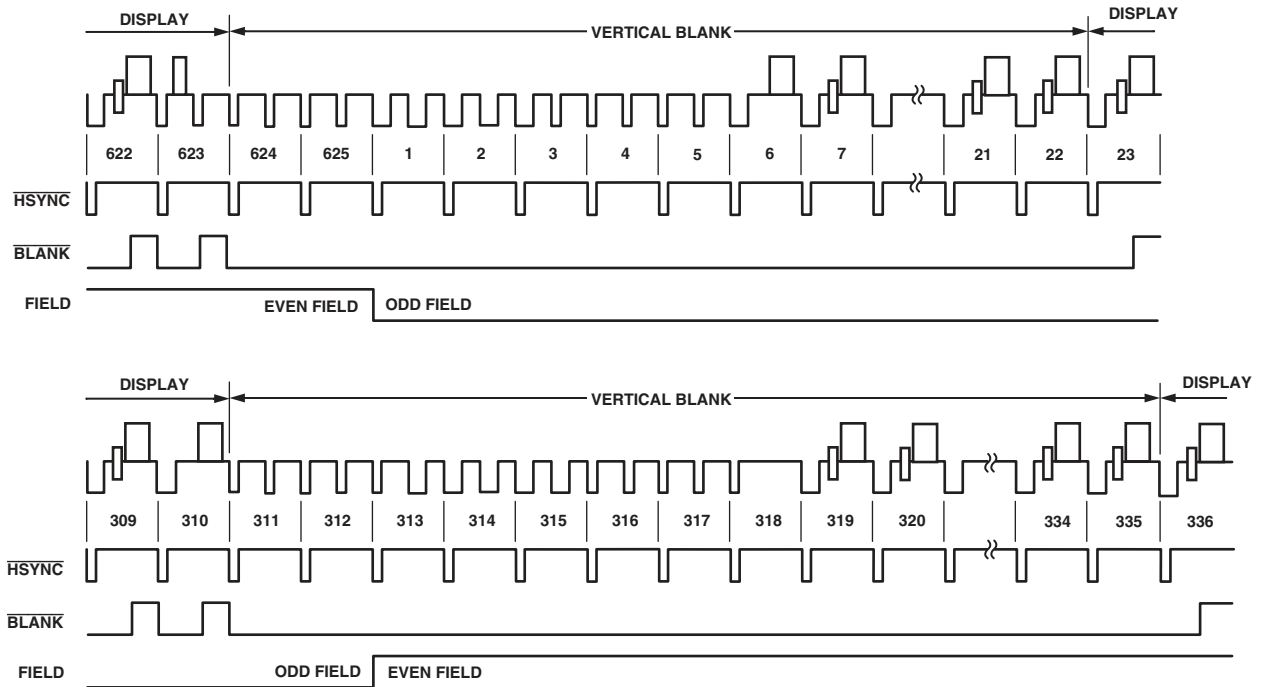 DISPLAY VERTICAL BLANK DISPLAY
622 623 624 625 1 2 3 4 5 6 7 21 22 23
HSYNC
BLANK
FIELD EVEN FIELD ODD FIELD
DISPLAY VERTICAL BLANK DISPLAY
309 310 311 312 313 314 315 316 317 318 319 320 334 335 336
HSYNC
BLANK
FIELD ODD FIELD EVEN FIELD